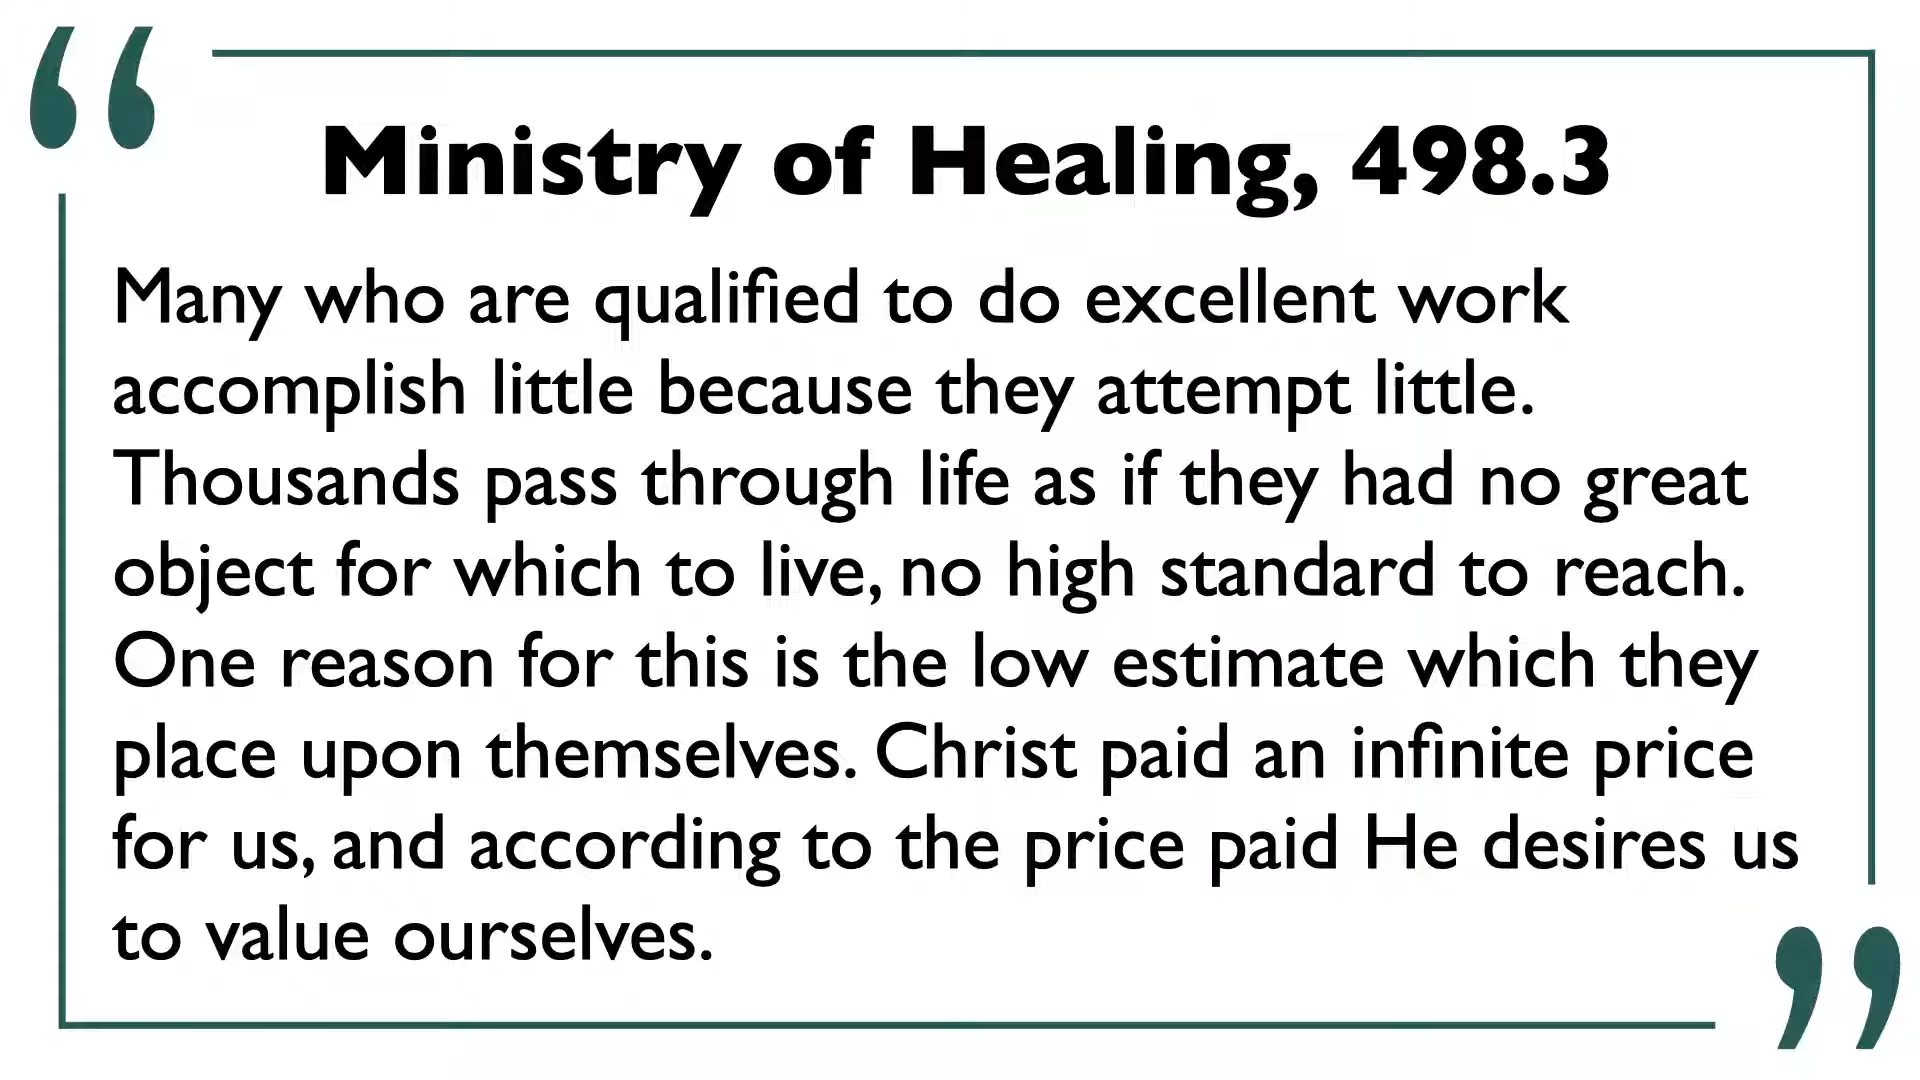 Ministry of Healing, 498.3
Many who are qualified to do excellent work
accomplish little because they attempt little.
Thousands pass through life as if they had no great
object for which to live, no high standard to reach.
One reason for this is the low estimate which they
place upon themselves. Christ paid an infinite price
for us, and according to the price paid He desires us
to value ourselves.